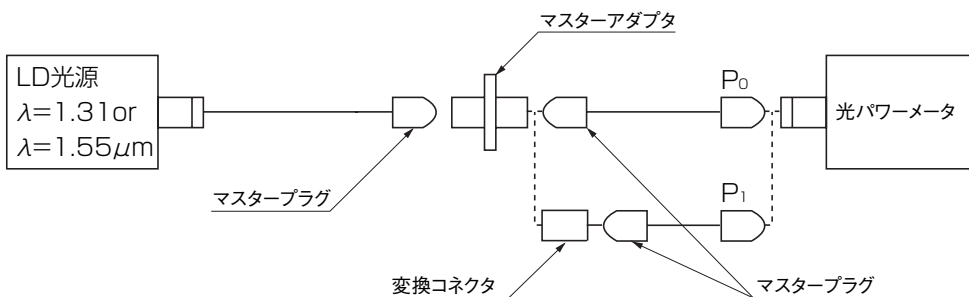 マスターアダプタ
LD光源
λ=1.31or
λ=1.55μm
P0
光パワーメータ
マスタープラグ
P1
変換コネクタ
マスタープラグ